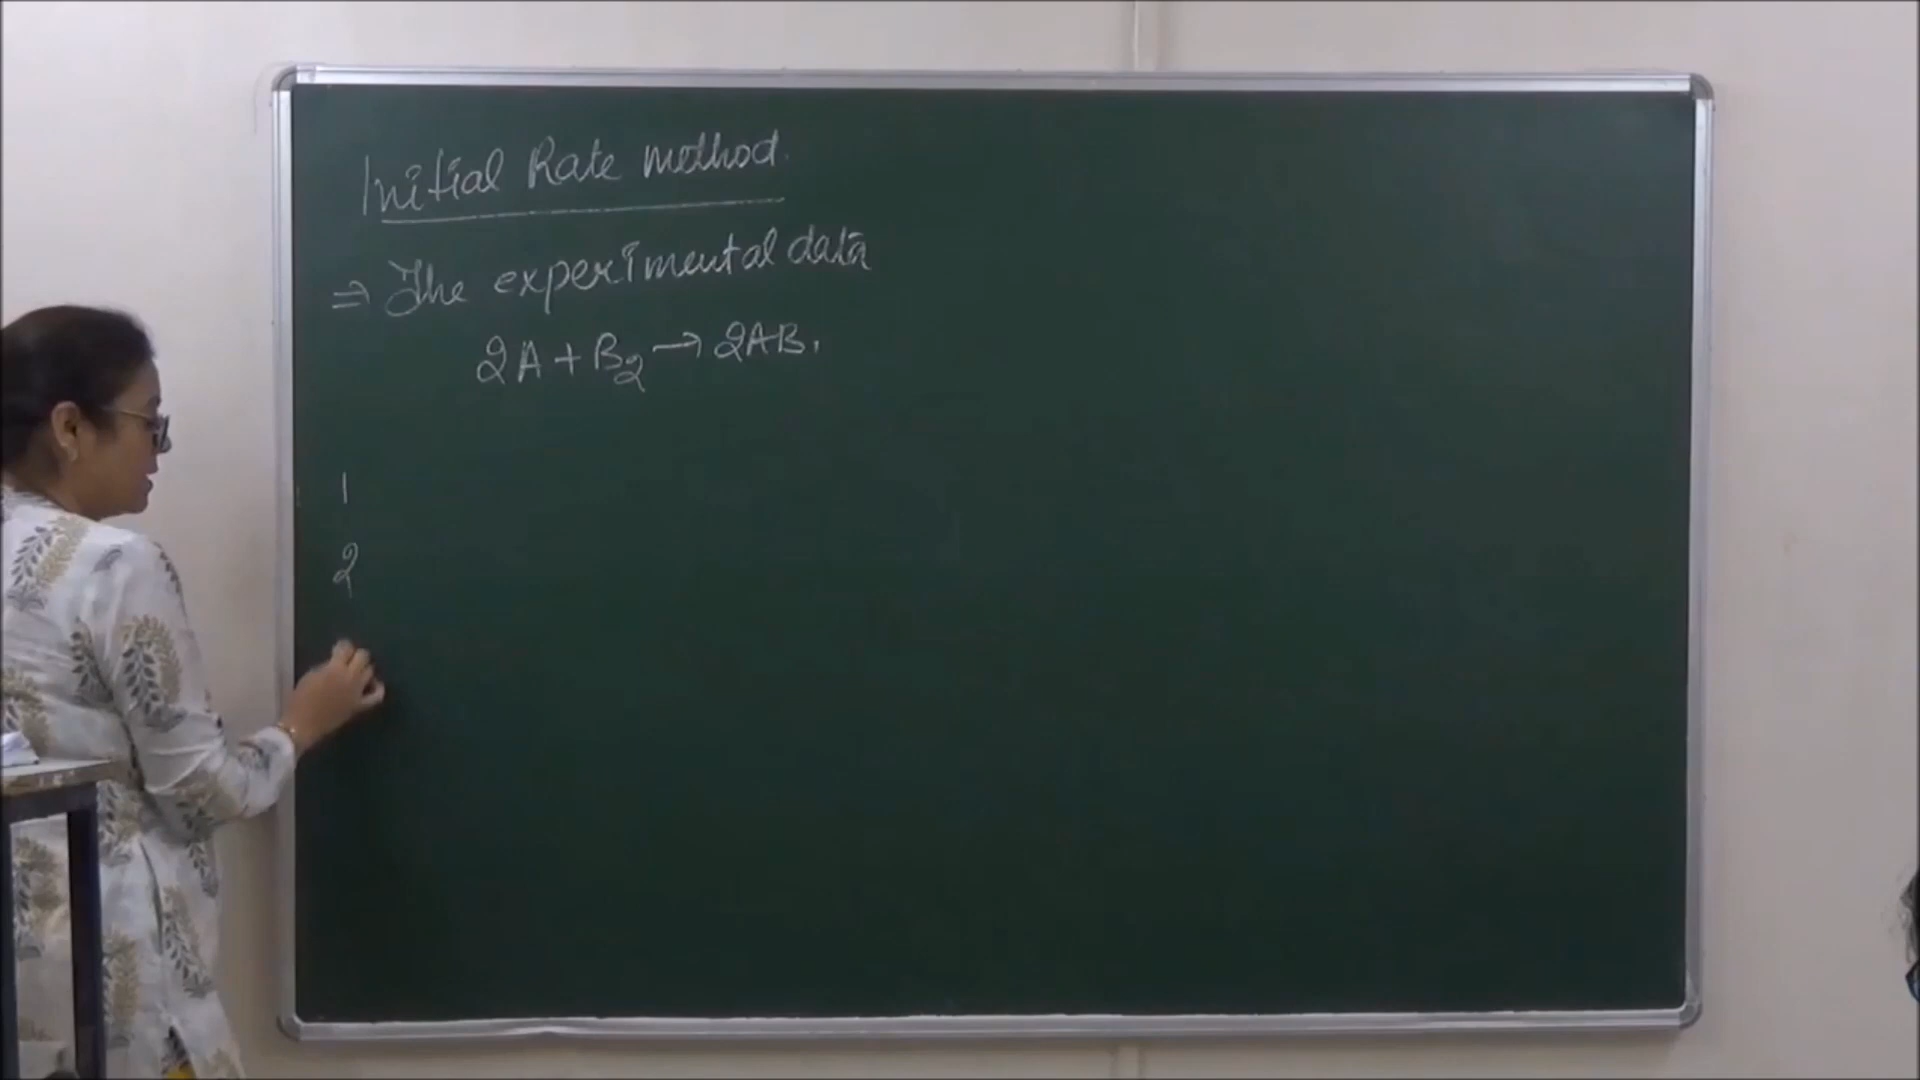 Initial Rate method.
⇒ The experimental data
2A + B₂ → 2AB.
1
2